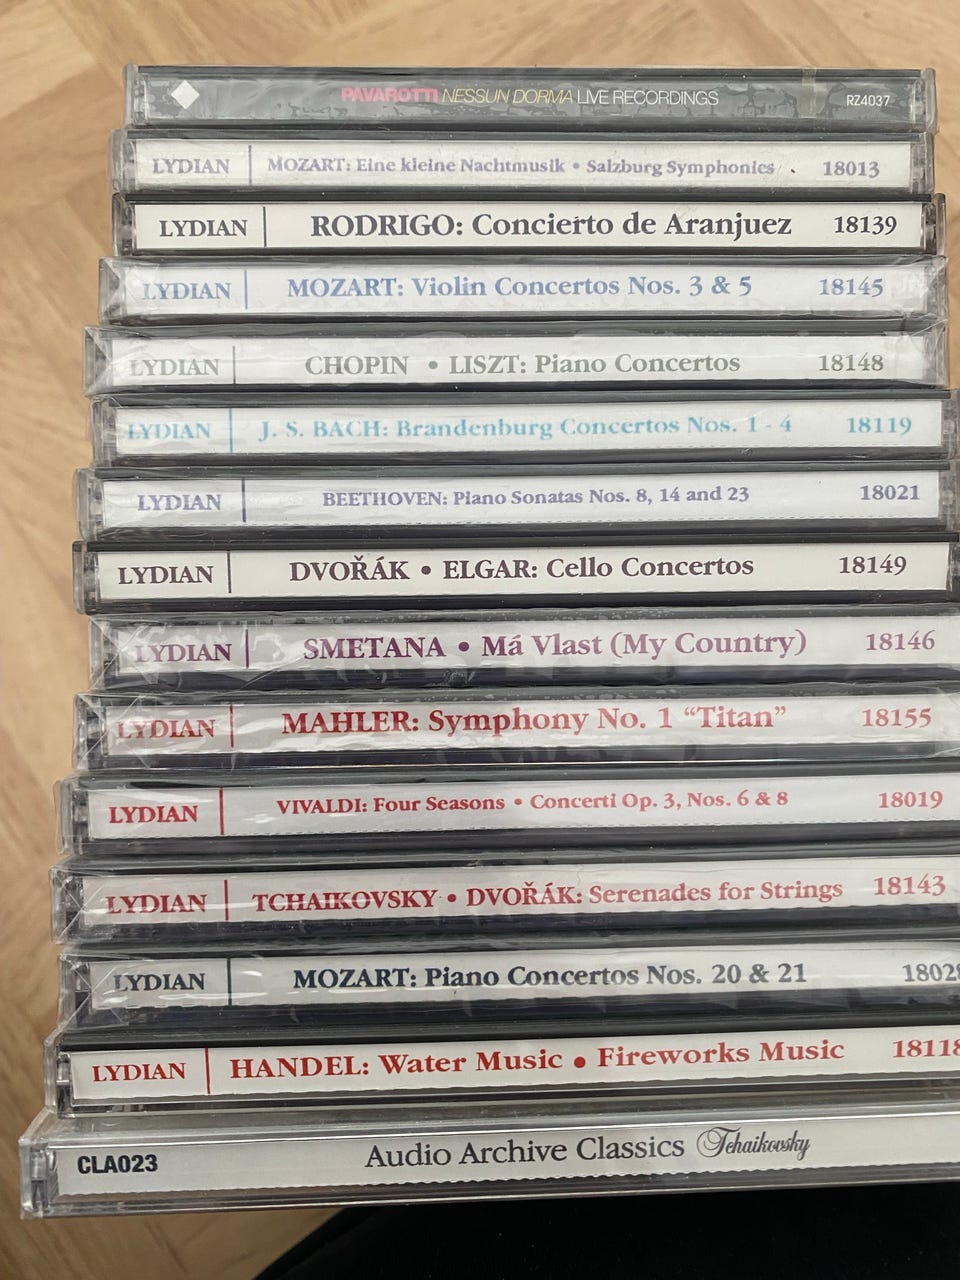 PAVAROTTI NESSUN DORMA LIVE RECORDINGS RZ4037
LYDIAN MOZART: Eine kleine Nachtmusik • Salzburg Symphonies 18013
LYDIAN RODRIGO: Concierto de Aranjuez 18139
LYDIAN MOZART: Violin Concertos Nos. 3 & 5 18145
LYDIAN CHOPIN • LISZT: Piano Concertos 18148
LYDIAN J. S. BACH: Brandenburg Concertos Nos. 1 - 4 18119
LYDIAN BEETHOVEN: Piano Sonatas Nos. 8, 14 and 23 18021
LYDIAN DVOŘÁK • ELGAR: Cello Concertos 18149
LYDIAN SMETANA • Má Vlast (My Country) 18146
LYDIAN MAHLER: Symphony No. 1 “Titan” 18155
LYDIAN VIVALDI: Four Seasons • Concerti Op. 3, Nos. 6 & 8 18019
LYDIAN TCHAIKOVSKY • DVOŘÁK: Serenades for Strings 18143
LYDIAN MOZART: Piano Concertos Nos. 20 & 21
LYDIAN HANDEL: Water Music • Fireworks Music 18118
CLA023 Audio Archive Classics Tchaikovsky